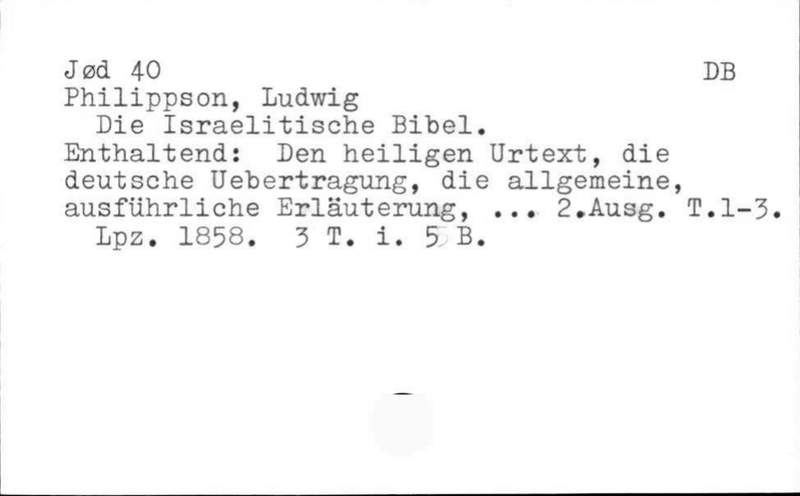 Jød 40 DB
Philippson, Ludwig
Die Israelitische Bibel.
Enthaltend: Den heiligen Urtext, die
deutsche Uebertragung, die allgemeine,
ausführliche Erläuterung, ... 2.Ausg. T.1-3.
Lpz. 1858. 3 T. i. 5 B.